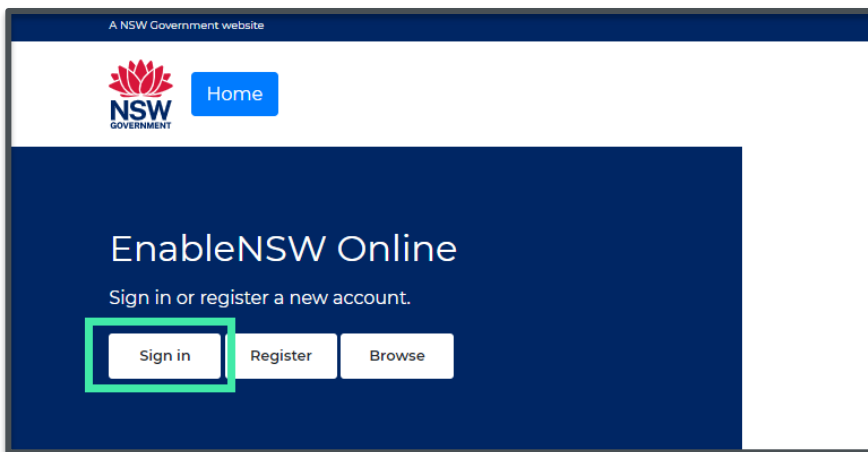 A NSW Government website
NSW
GOVERNMENT
Home
EnableNSW Online
Sign in or register a new account.
Sign in Register Browse